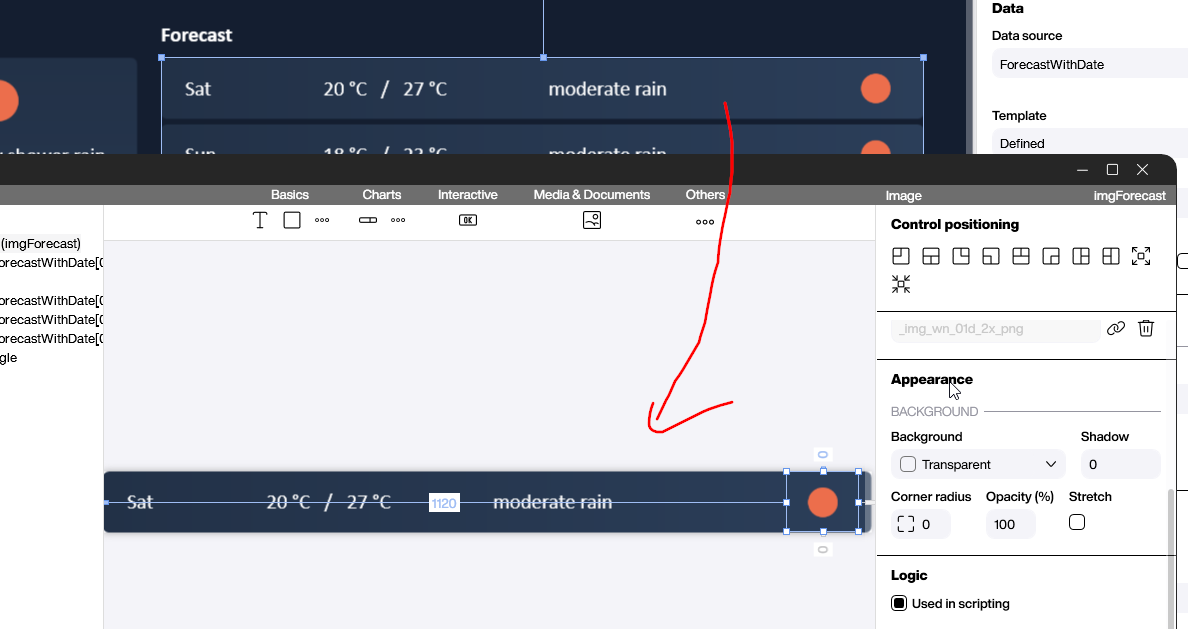 Data
Data source
ForecastWithDate
Template
Defined
Forecast
Sat 20 °C / 27 °C moderate rain
Sun 18 °C / 23 °C moderate rain
shower rain
Basics Charts Interactive Media & Documents Others
OK
Image imgForecast
Control positioning
_img_wn_01d_2x_png
Appearance
BACKGROUND
Background Shadow
Transparent 0
Corner radius Opacity (%) Stretch
0 100
Logic
Used in scripting
(imgForecast)
orecastWithDate[0
orecastWithDate[0
orecastWithDate[0
orecastWithDate[0
gle
0
Sat 20 °C / 27 °C 1120 moderate rain
0